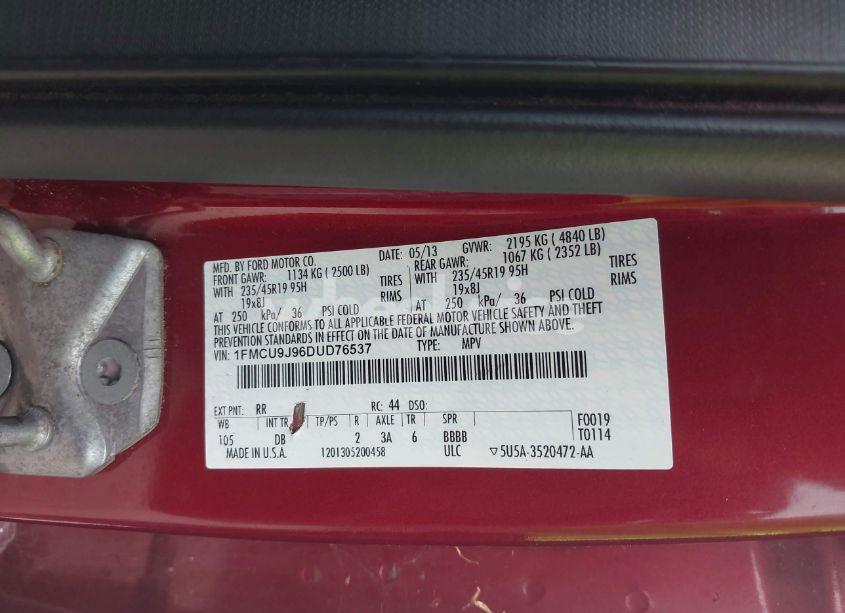 MFD. BY FORD MOTOR CO. DATE: 05/13 GVWR: 2195 KG ( 4840 LB)
FRONT GAWR: 1134 KG ( 2500 LB) REAR GAWR: 1067 KG ( 2352 LB)
WITH 235/45R19 95H TIRES WITH 235/45R19 95H TIRES
19x8J RIMS 19x8J RIMS
AT 250 kPa/ 36 PSI COLD AT 250 kPa/ 36 PSI COLD
THIS VEHICLE CONFORMS TO ALL APPLICABLE FEDERAL MOTOR VEHICLE SAFETY AND THEFT
PREVENTION STANDARDS IN EFFECT ON THE DATE OF MANUFACTURE SHOWN ABOVE.
VIN: 1FMCU9J96DUD76537 TYPE: MPV
EXT PNT: RR RC: 44 DSO:
WB INT TR TP/PS R AXLE TR SPR F0019
105 DB 2 3A 6 BBBB T0114
MADE IN U.S.A. 1201305200458 ULC ▽5U5A-3520472-AA